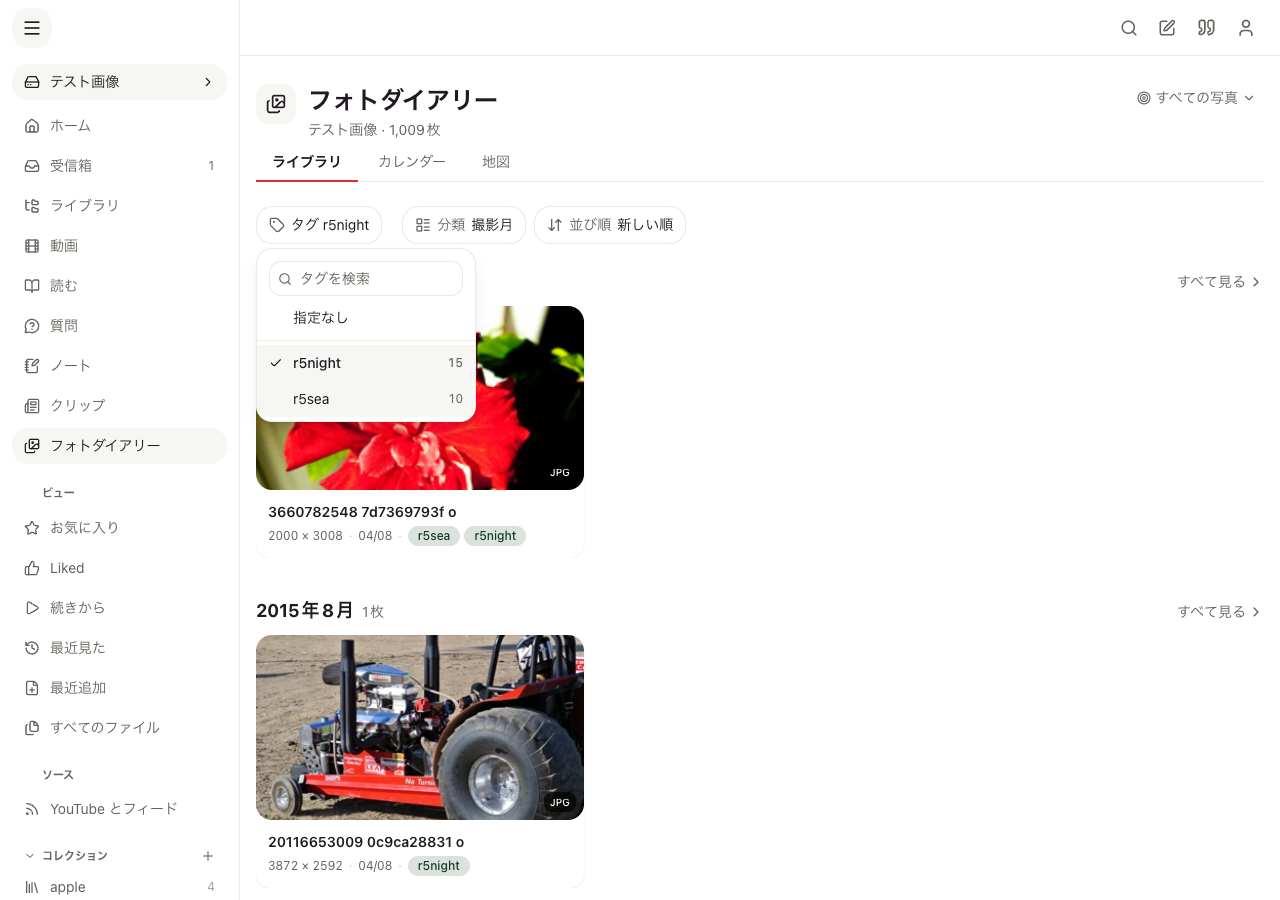 テスト画像
ホーム
受信箱 1
ライブラリ
動画
読む
質問
ノート
クリップ
フォトダイアリー
ビュー
お気に入り
Liked
続きから
最近見た
最近追加
すべてのファイル
ソース
YouTube とフィード
コレクション
apple 4
フォトダイアリー
テスト画像 · 1,009枚
すべての写真
ライブラリ カレンダー 地図
タグ r5night 分類 撮影月 並び順 新しい順
タグを検索
指定なし
r5night 15
r5sea 10
すべて見る
JPG
3660782548 7d7369793f o
2000 × 3008 · 04/08 · r5sea r5night
2015年8月 1枚
すべて見る
No Turni
JPG
20116653009 0c9ca28831 o
3872 × 2592 · 04/08 · r5night